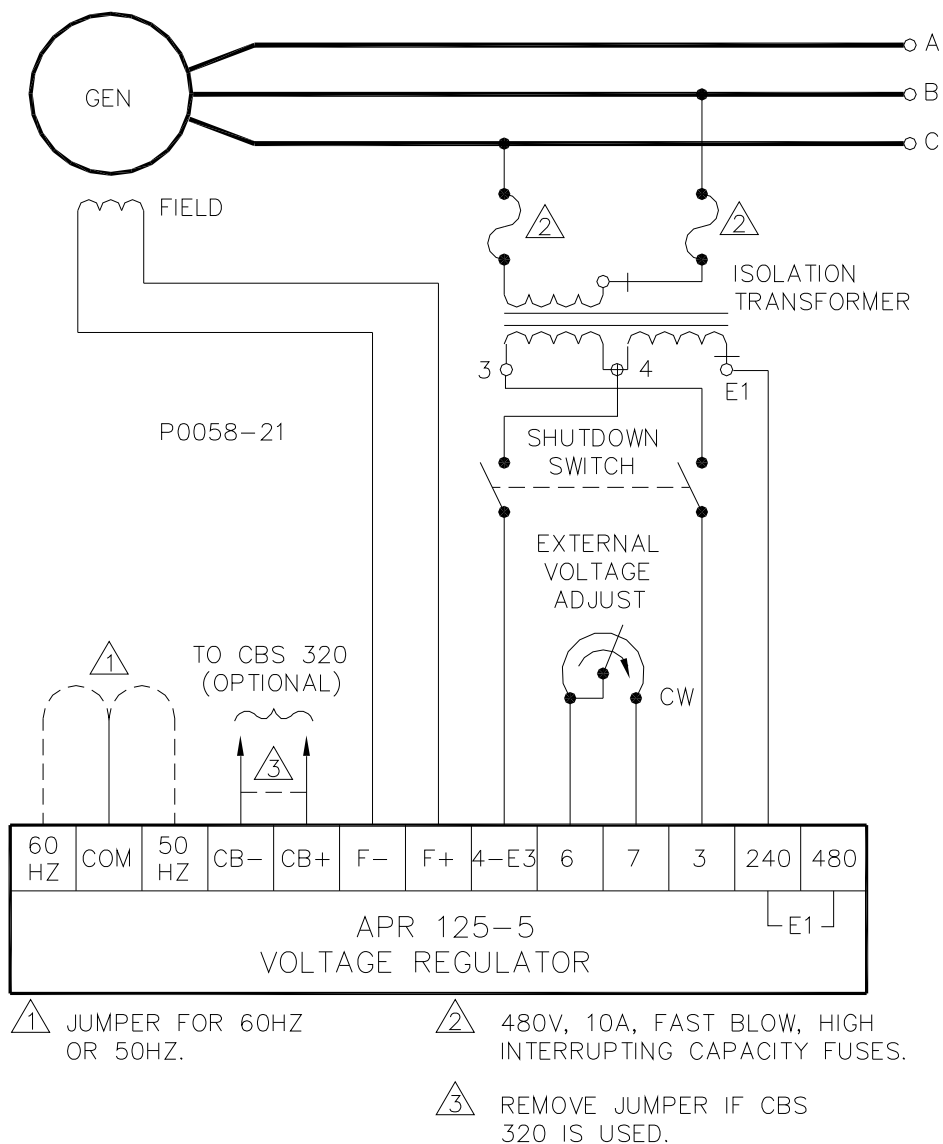 GEN
A
B
C
FIELD
2
2
ISOLATION
TRANSFORMER
3
4
E1
P0058-21
SHUTDOWN
SWITCH
EXTERNAL
VOLTAGE
ADJUST
CW
1
TO CBS 320
(OPTIONAL)
3
60
HZ
COM
50
HZ
CB-
CB+
F-
F+
4-E3
6
7
3
240
480
E1
APR 125-5
VOLTAGE REGULATOR
1 JUMPER FOR 60HZ
OR 50HZ.
2 480V, 10A, FAST BLOW, HIGH
INTERRUPTING CAPACITY FUSES.
3 REMOVE JUMPER IF CBS
320 IS USED.